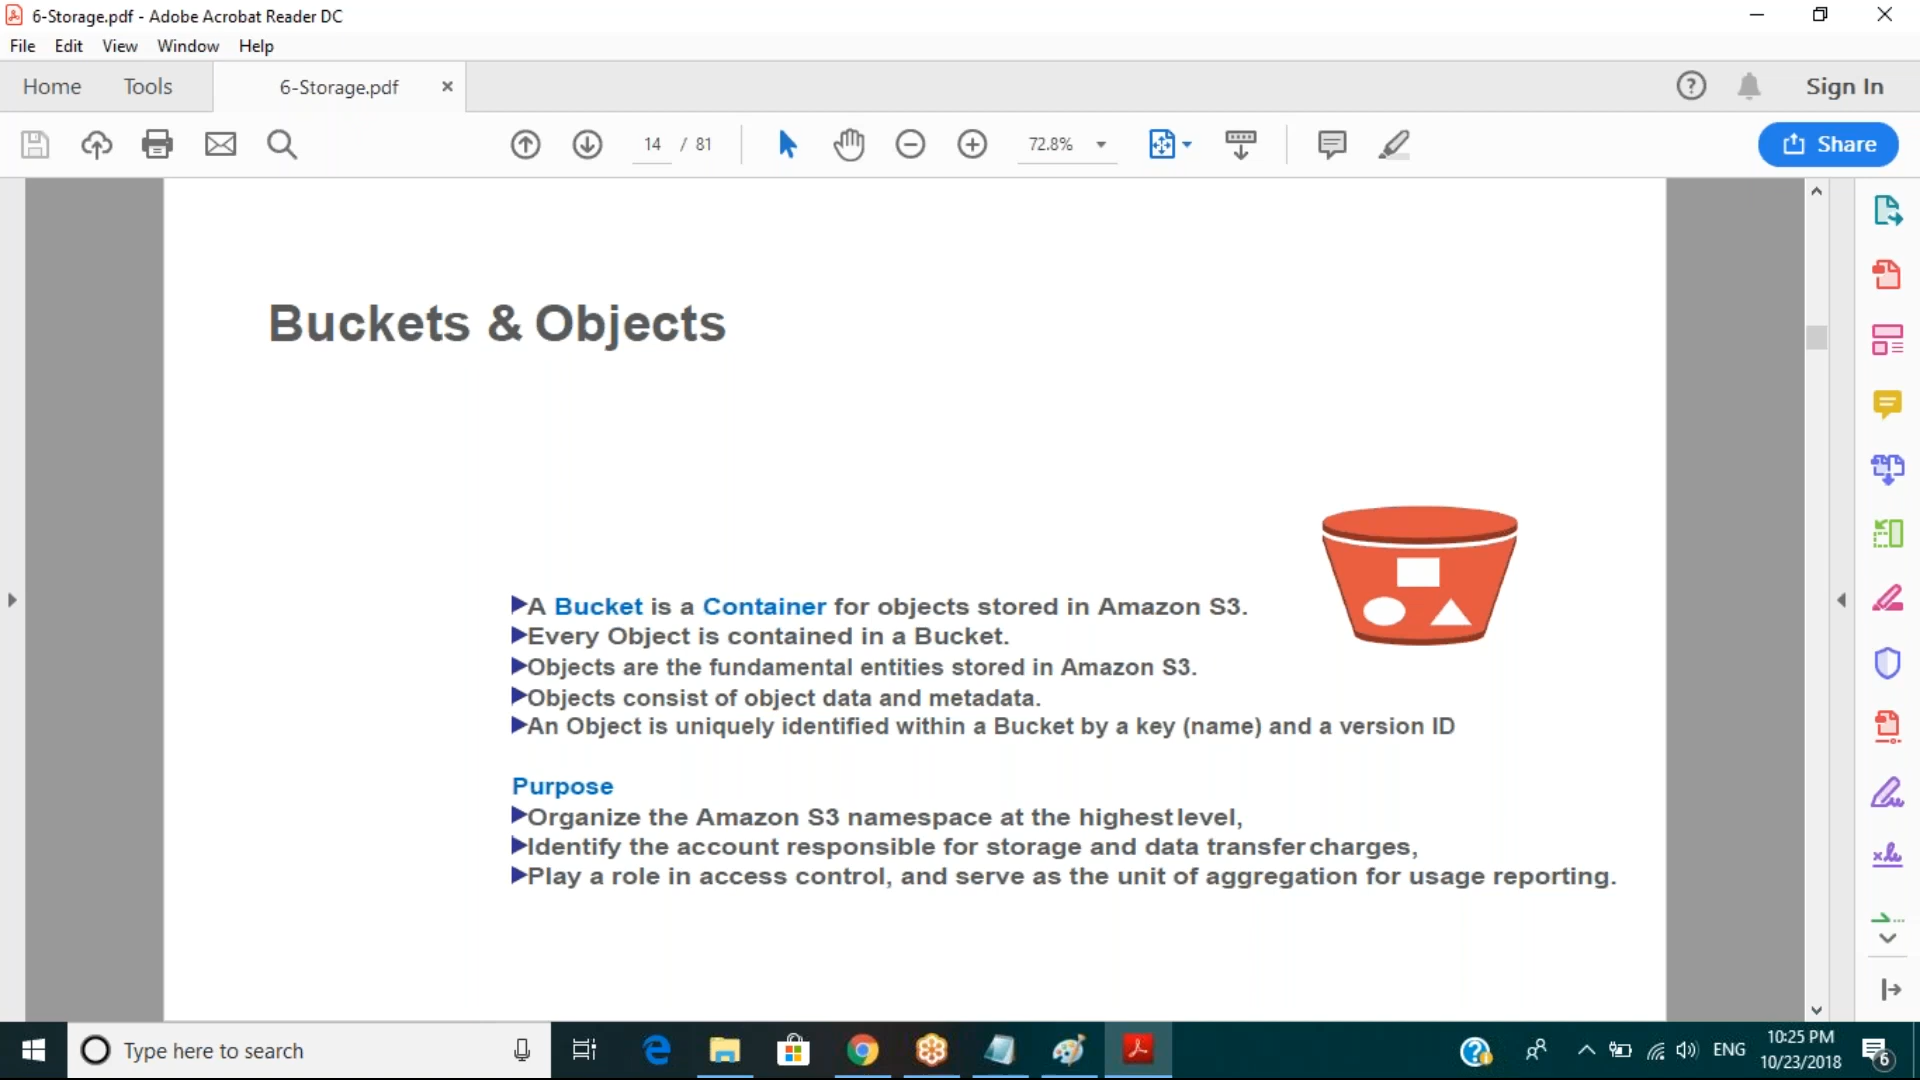 6-Storage.pdf - Adobe Acrobat Reader DC
File Edit View Window Help
Home Tools 6-Storage.pdf Sign In
14 / 81 72.8% Share
Buckets & Objects
A Bucket is a Container for objects stored in Amazon S3.
Every Object is contained in a Bucket.
Objects are the fundamental entities stored in Amazon S3.
Objects consist of object data and metadata.
An Object is uniquely identified within a Bucket by a key (name) and a version ID
Purpose
Organize the Amazon S3 namespace at the highest level,
Identify the account responsible for storage and data transfer charges,
Play a role in access control, and serve as the unit of aggregation for usage reporting.
Type here to search
ENG
10:25 PM
10/23/2018
6